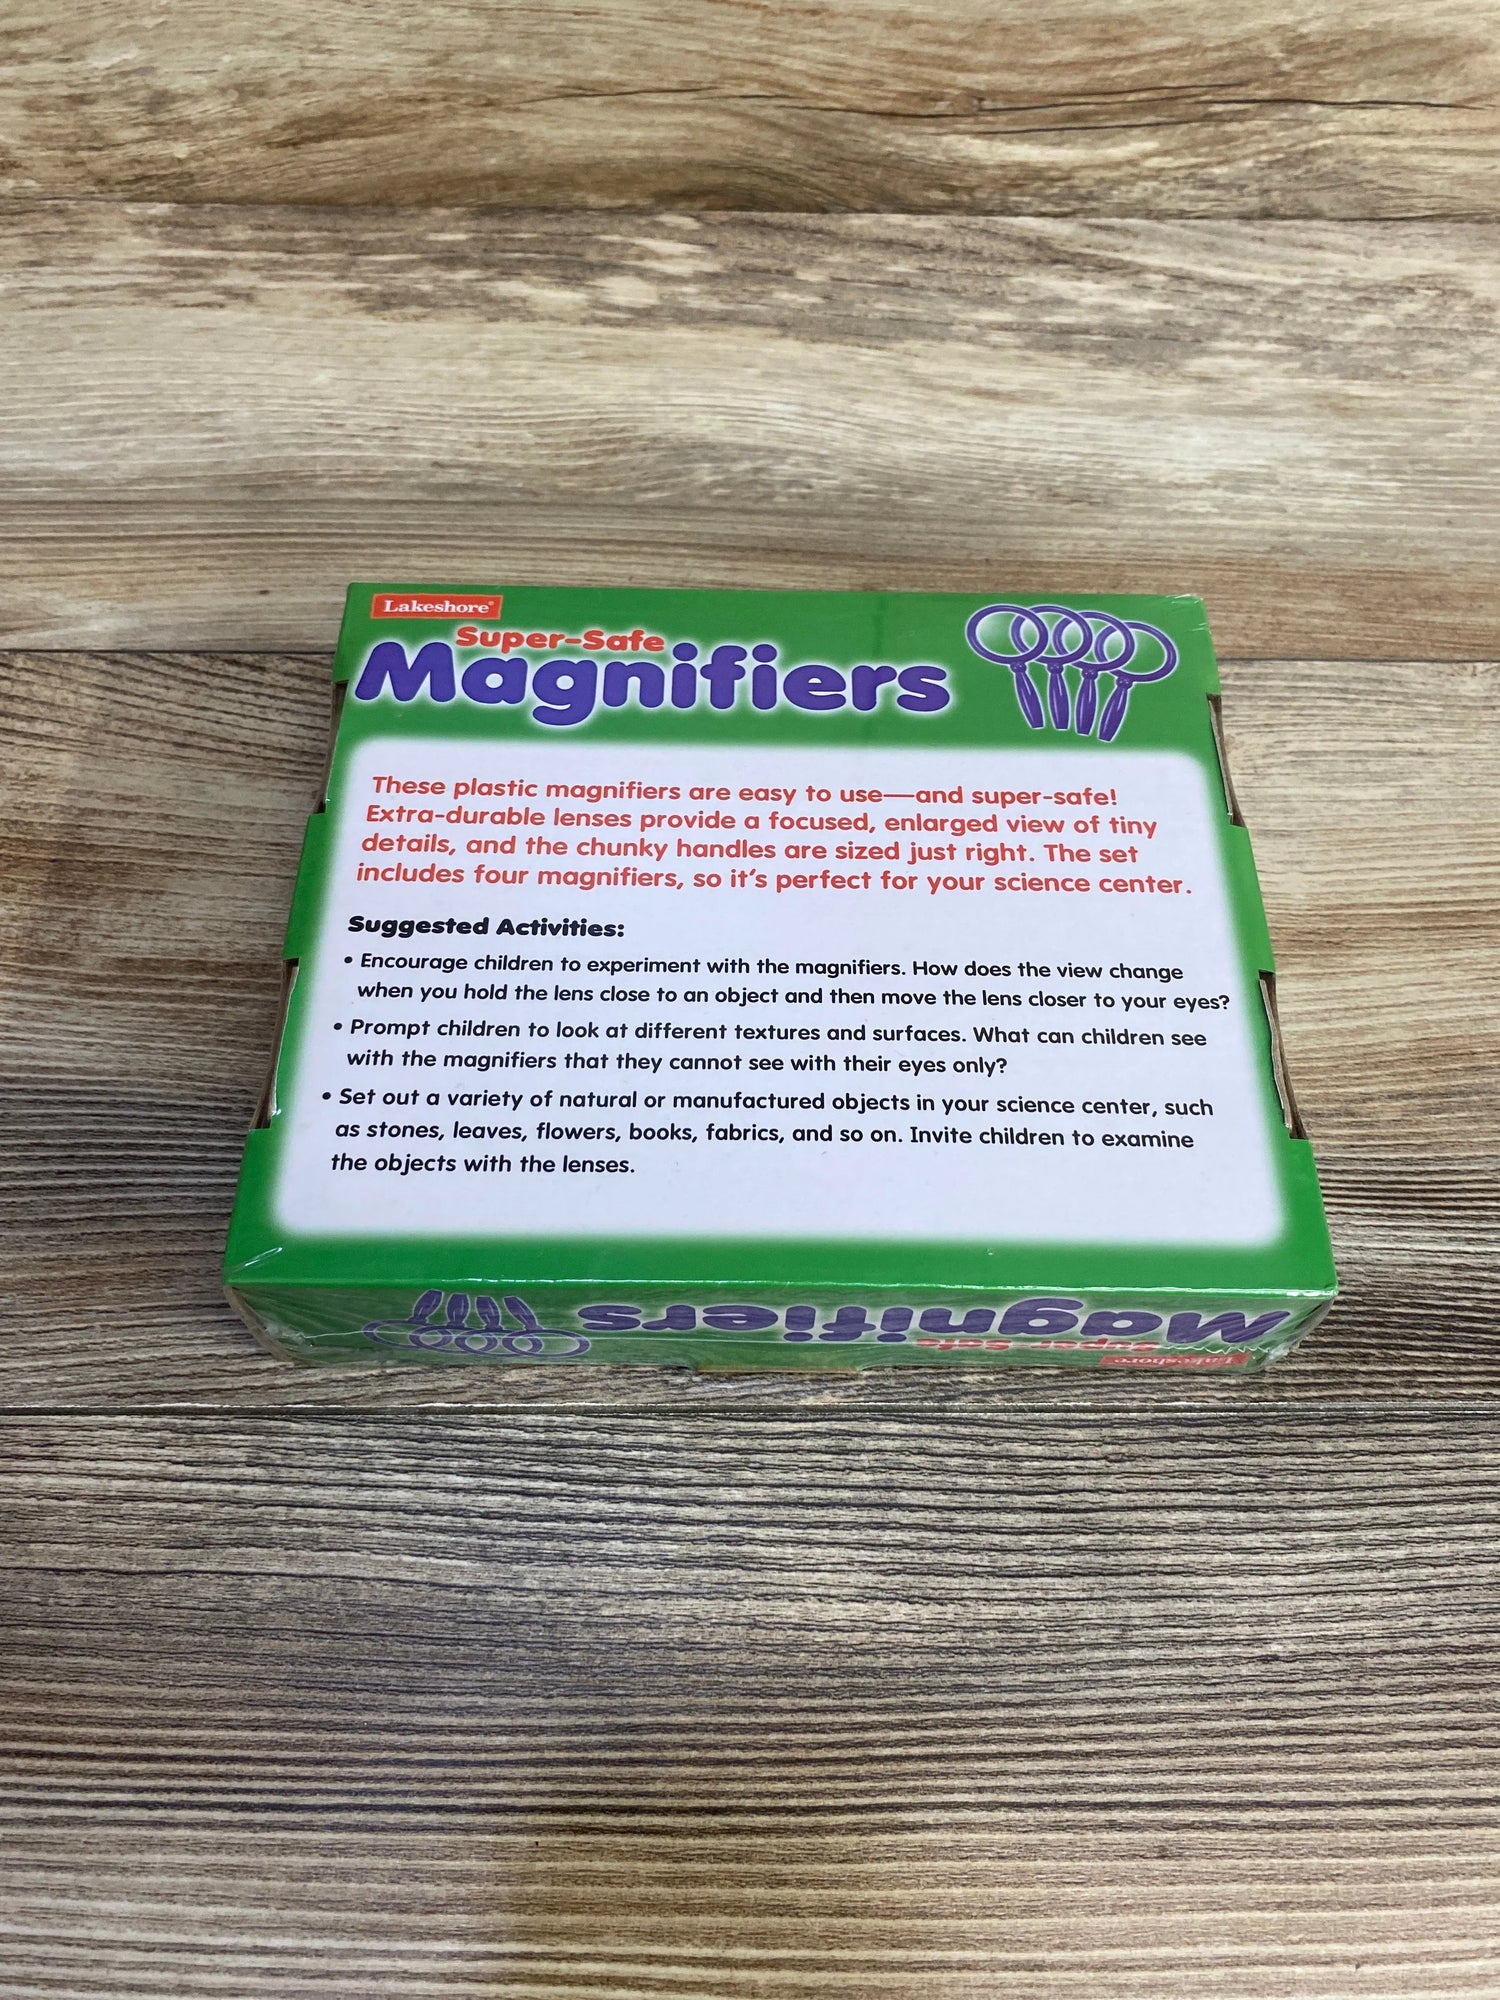 Lakeshore®
Super-Safe
Magnifiers
These plastic magnifiers are easy to use—and super-safe!
Extra-durable lenses provide a focused, enlarged view of tiny
details, and the chunky handles are sized just right. The set
includes four magnifiers, so it's perfect for your science center.
Suggested Activities:
• Encourage children to experiment with the magnifiers. How does the view change
when you hold the lens close to an object and then move the lens closer to your eyes?
• Prompt children to look at different textures and surfaces. What can children see
with the magnifiers that they cannot see with their eyes only?
• Set out a variety of natural or manufactured objects in your science center, such
as stones, leaves, flowers, books, fabrics, and so on. Invite children to examine
the objects with the lenses.
Lakeshore
Super-Safe
Magnifiers